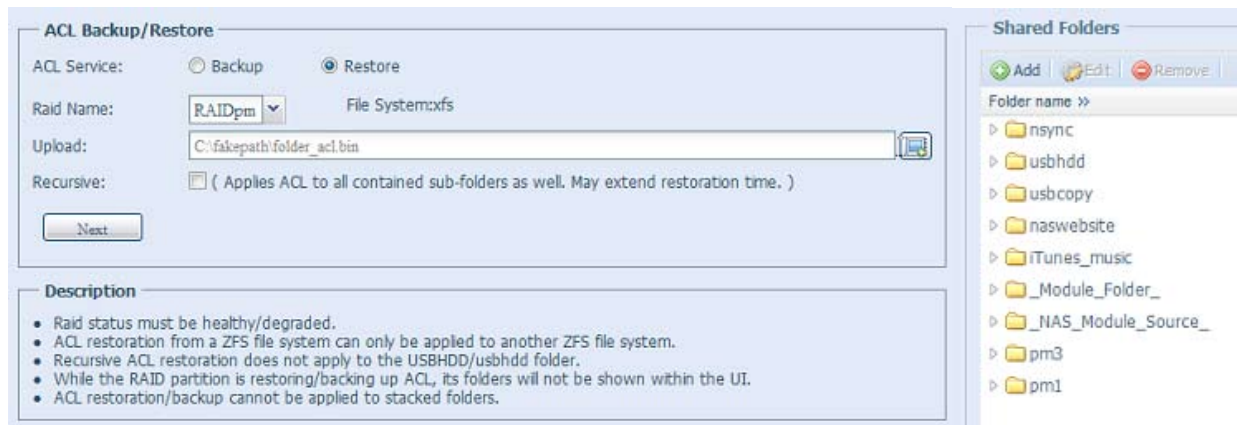 ACL Backup/Restore
ACL Service: Backup Restore
Raid Name: RAIDpm File System:xfs
Upload: C:\fakepath\folder_acl.bin
Recursive: ( Applies ACL to all contained sub-folders as well. May extend restoration time. )
Next
Description
• Raid status must be healthy/degraded.
• ACL restoration from a ZFS file system can only be applied to another ZFS file system.
• Recursive ACL restoration does not apply to the USBHDD/usbhdd folder.
• While the RAID partition is restoring/backing up ACL, its folders will not be shown within the UI.
• ACL restoration/backup cannot be applied to stacked folders.
Shared Folders
Add Edit Remove
Folder name »
nsync
usbhdd
usbcopy
naswebsite
iTunes_music
_Module_Folder_
_NAS_Module_Source_
pm3
pm1